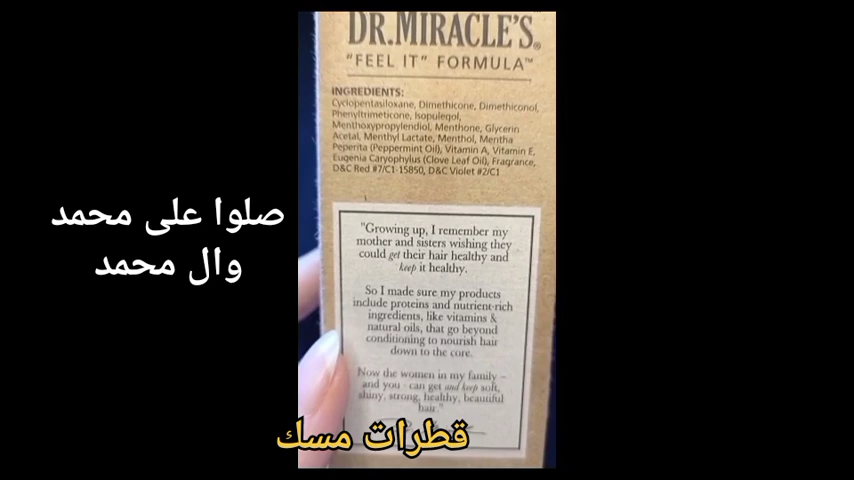 DR.MIRACLE'S®
"FEEL IT" FORMULA™
INGREDIENTS:
Cyclopentasiloxane, Dimethicone, Dimethiconol,
Phenyltrimeticone, Isopuleqol,
Menthoxypropylendiol, Menthone, Glycerin
Acetal, Menthyl Lactate, Menthol, Mentha
Peperita (Peppermint Oil), Vitamin A, Vitamin E,
Eugenia Caryophylus (Clove Leaf Oil), Fragrance,
D&C Red #7/C1-15850, D&C Violet #2/C1
صلوا على محمد
وال محمد
"Growing up, I remember my
mother and sisters wishing they
could get their hair healthy and
keep it healthy.
So I made sure my products
include proteins and nutrient-rich
ingredients, like vitamins &
natural oils, that go beyond
conditioning to nourish hair
down to the core.
Now the women in my family –
and you - can get and keep soft,
shiny, strong, healthy, beautiful
hair."
قطرات مسك